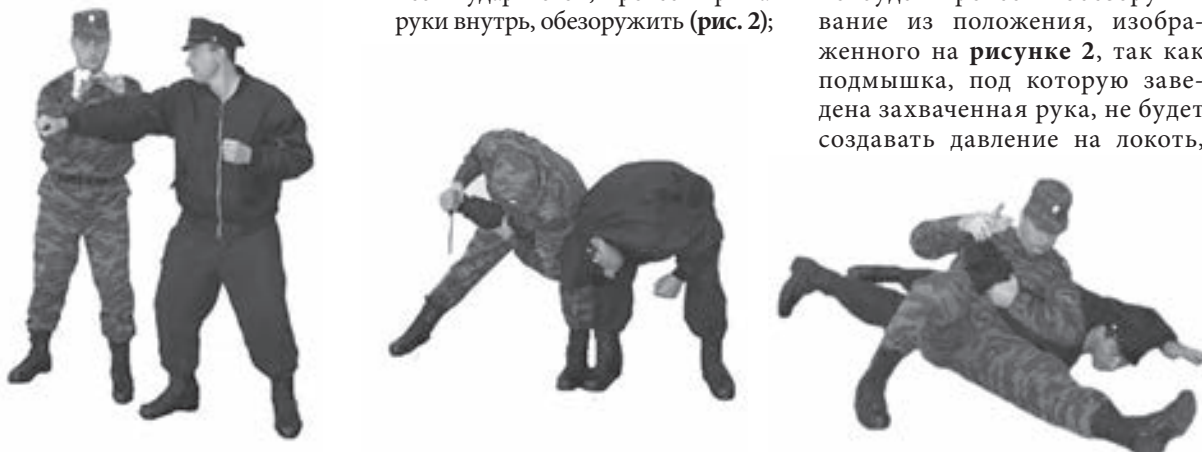 руки внутрь, обезоружить (рис. 2);
вание из положения, изобра-
женного на рисунке 2, так как
подмышка, под которую заве-
дена захваченная рука, не будет
создавать давление на локоть,